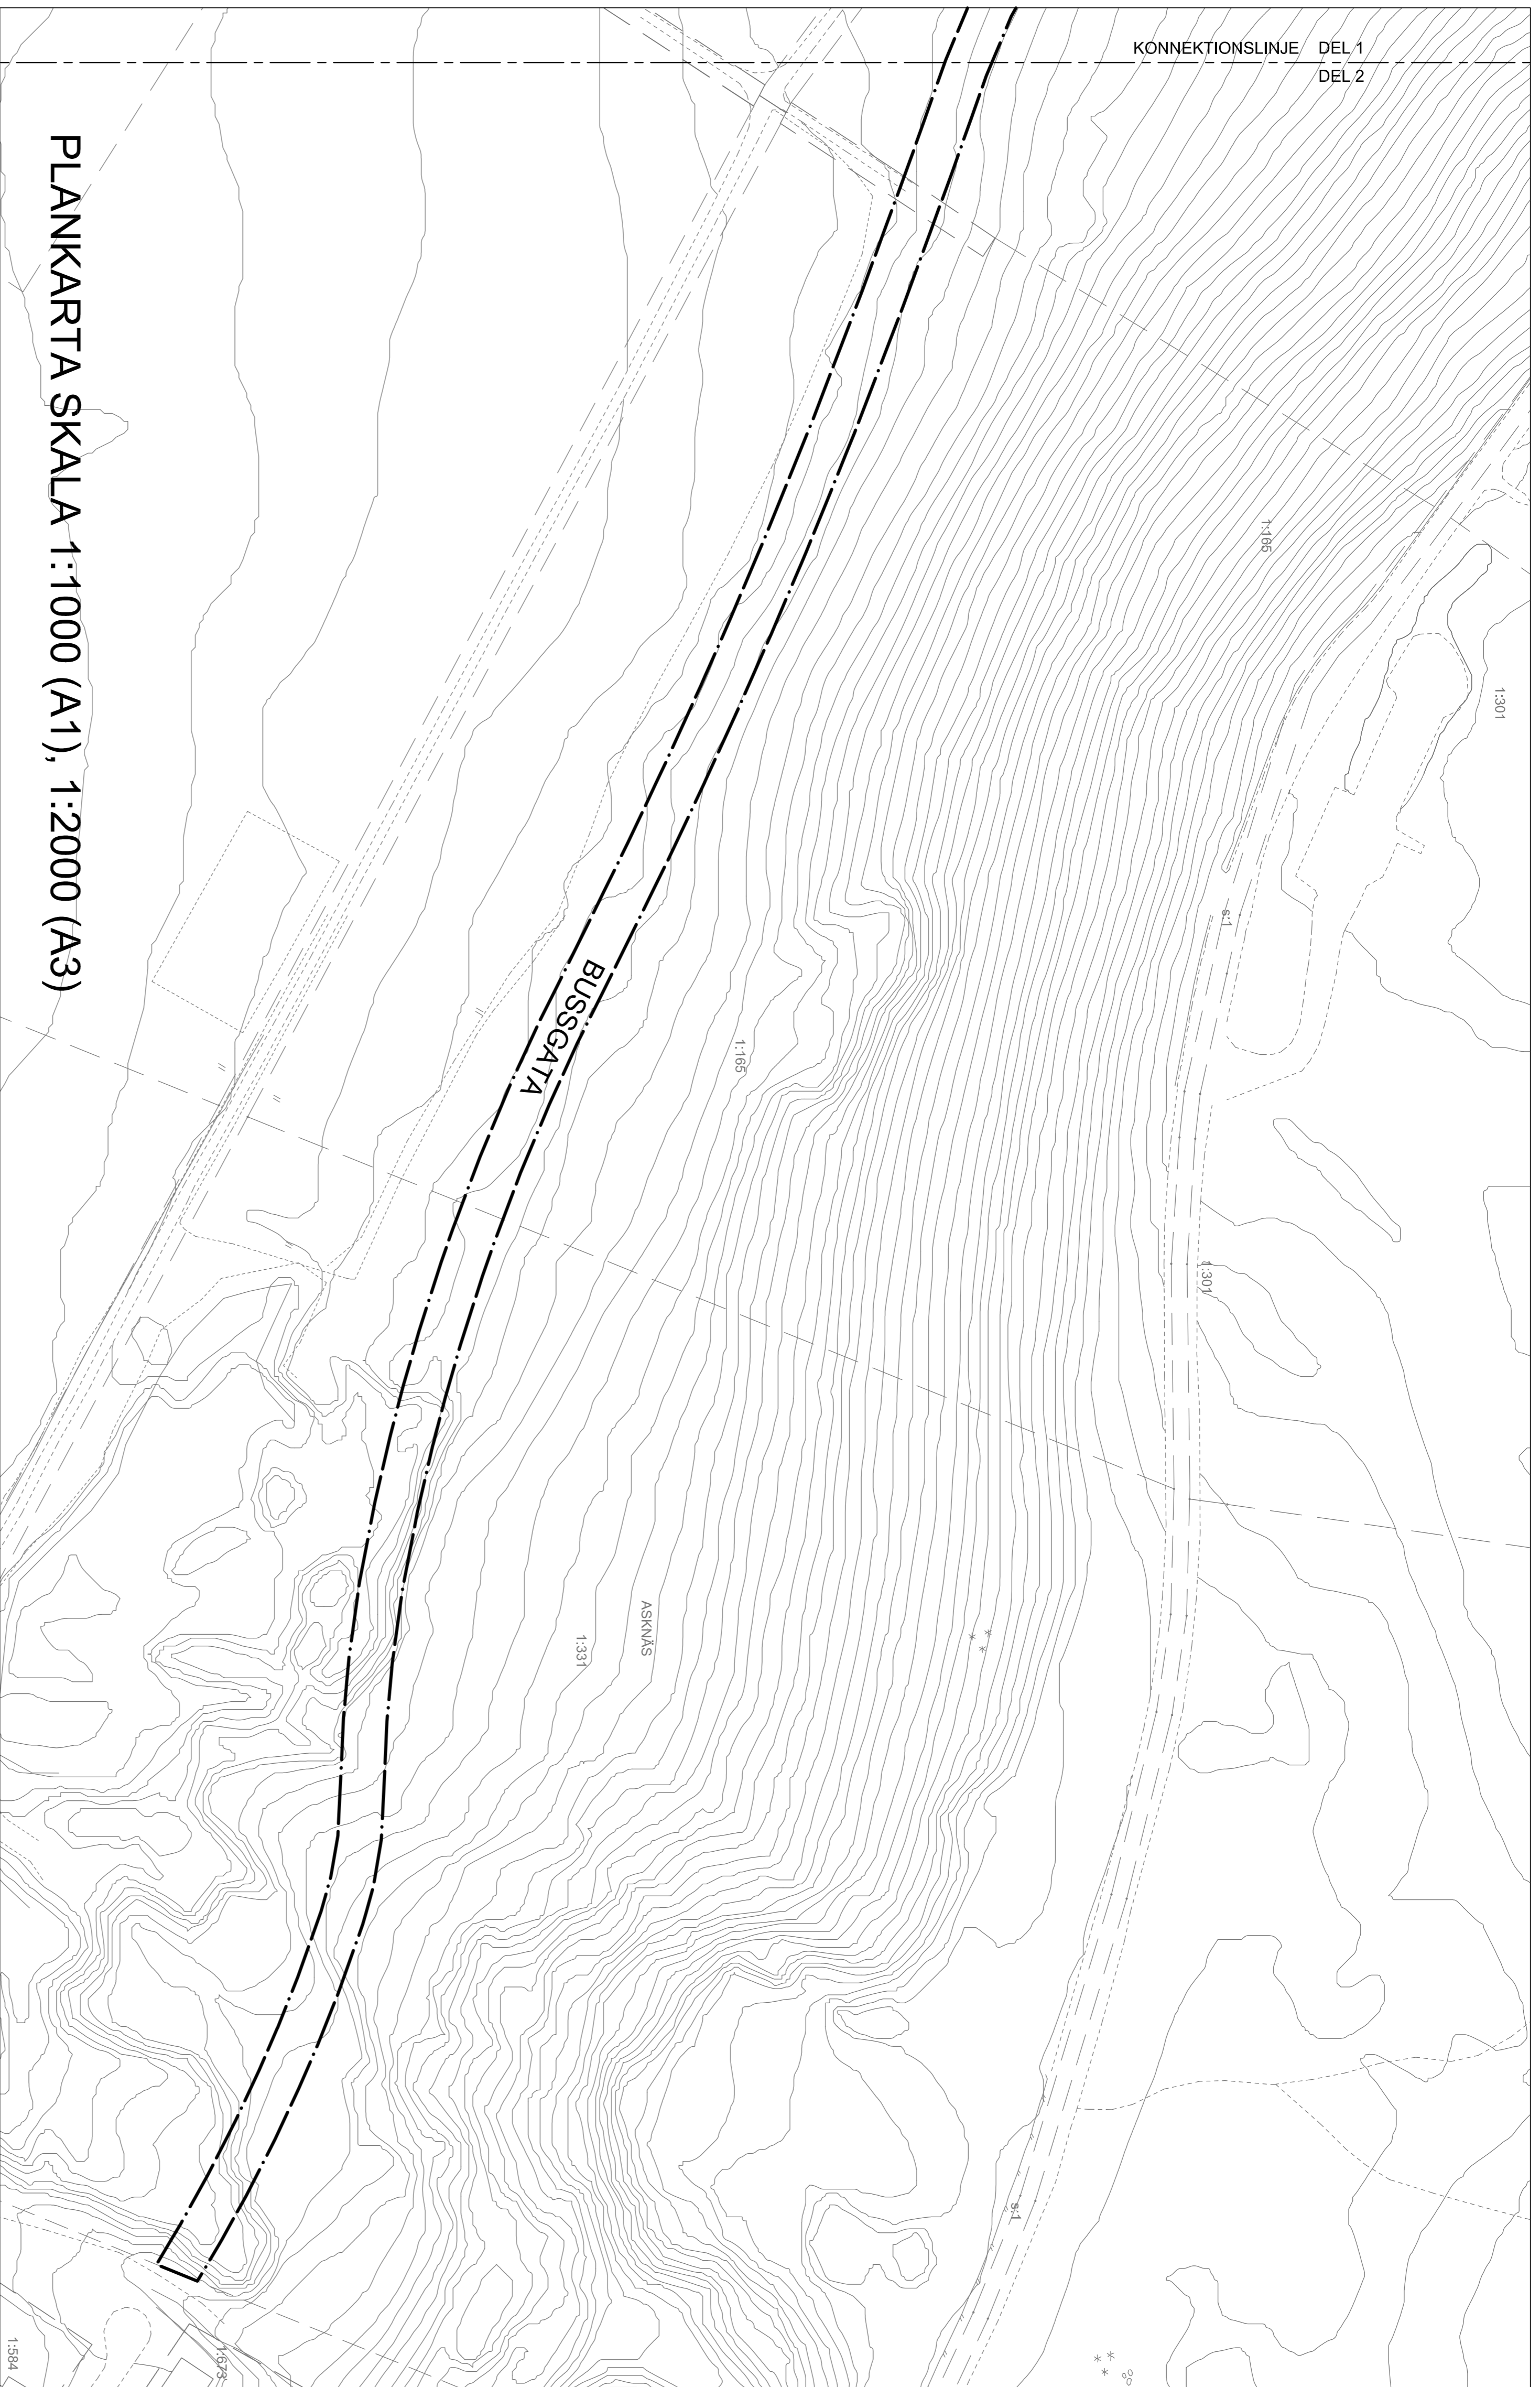 KONNEKTIONSLINJE DEL 1
DEL 2
PLANKARTA SKALA 1:1000 (A1), 1:2000 (A3)
1:165
1:301
s:1
BUSSGATA
1:165
1:301
ASKNÄS
1:331
s:1
1:673
1:584